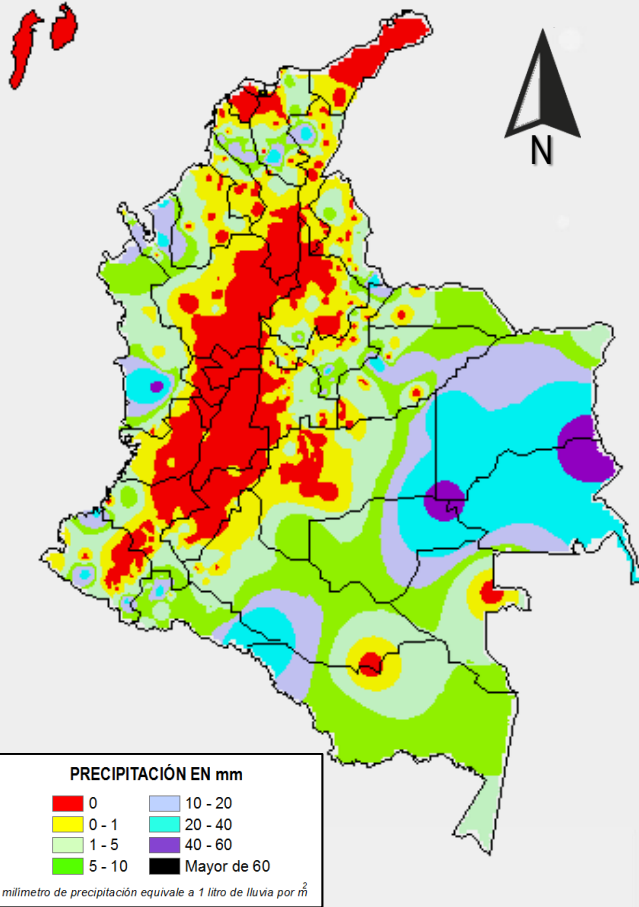 N
PRECIPITACIÓN EN mm
0
10 - 20
0 - 1
20 - 40
1 - 5
40 - 60
5 - 10
Mayor de 60
milímetro de precipitación equivale a 1 litro de lluvia por m²